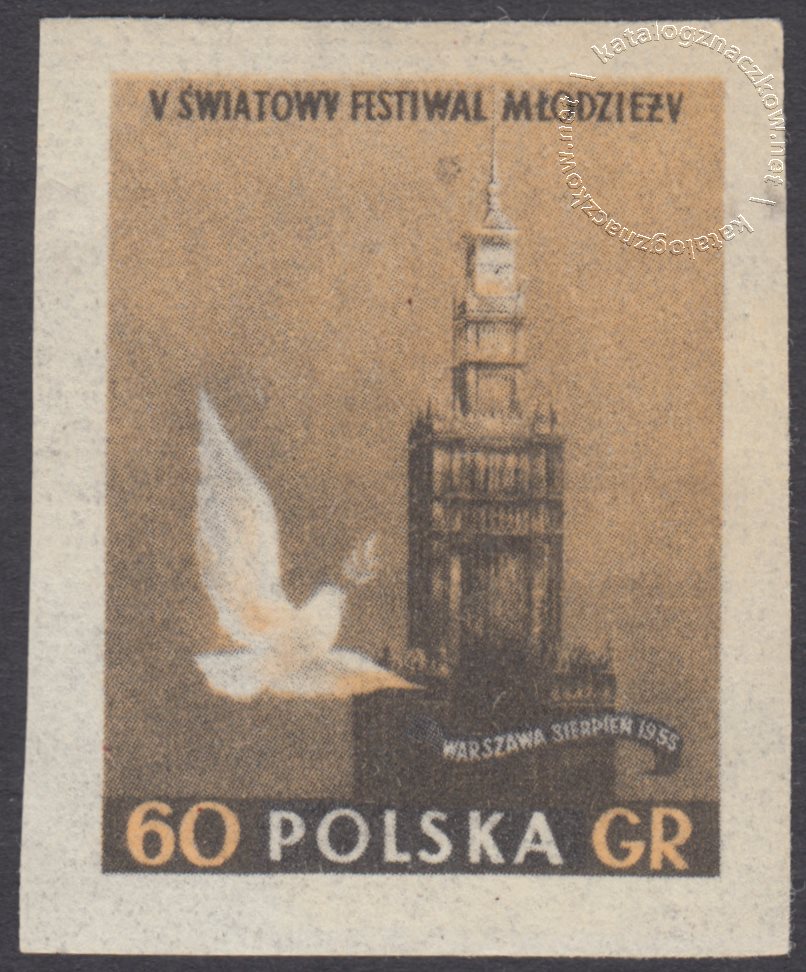 V ŚWIATOWY FESTIWAL MŁODZIEŻY
WARSZAWA SIERPIEŃ 1955
60 POLSKA GR
| katalogznaczkow.net | katalogznaczkow.net